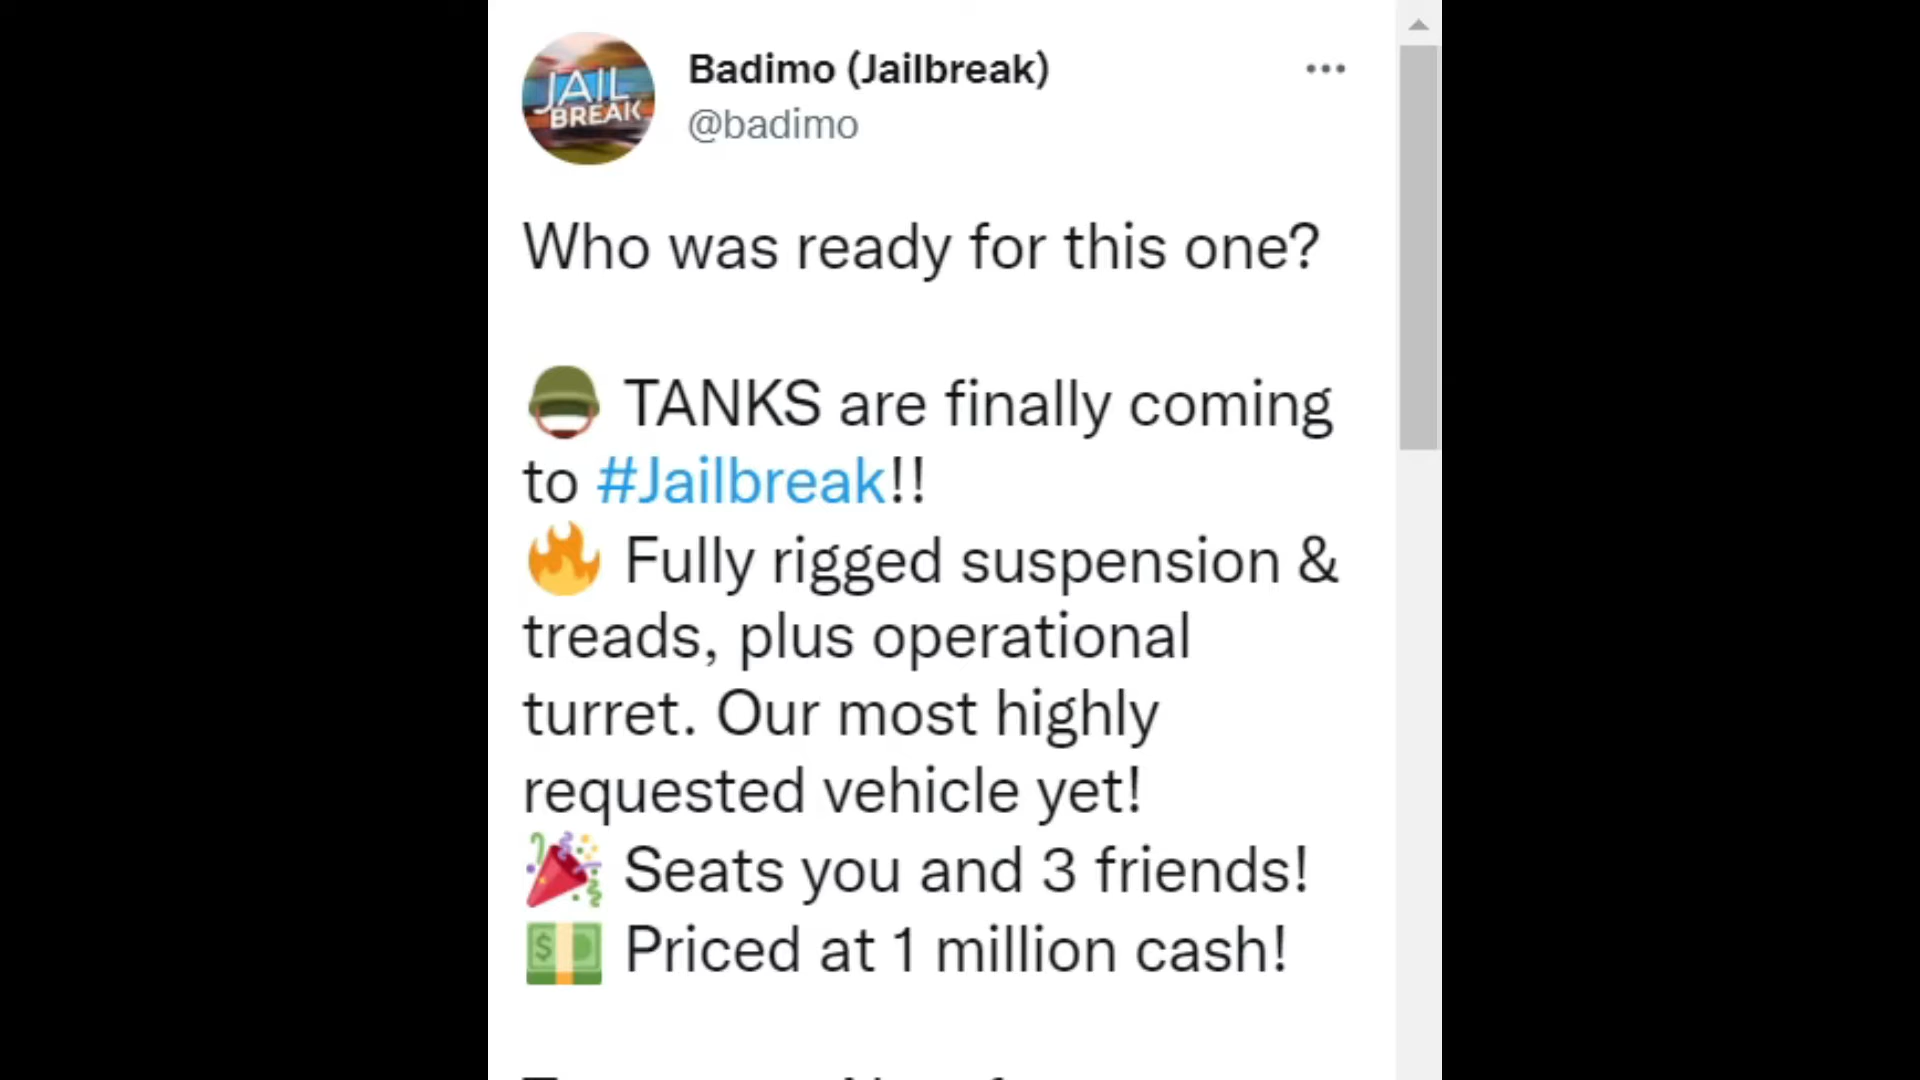 JAIL
BREAK
Badimo (Jailbreak)
@badimo
Who was ready for this one?
🪖 TANKS are finally coming
to #Jailbreak!!
🔥 Fully rigged suspension &
treads, plus operational
turret. Our most highly
requested vehicle yet!
🎉 Seats you and 3 friends!
💵 Priced at 1 million cash!